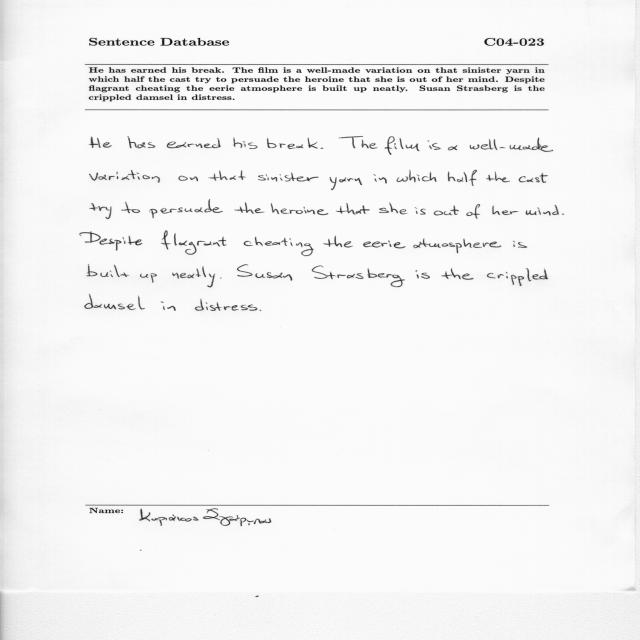 Sentence Database C04-023
He has earned his break. The film is a well-made variation on that sinister yarn in
which half the cast try to persuade the heroine that she is out of her mind. Despite
flagrant cheating the eerie atmosphere is built up neatly. Susan Strasberg is the
crippled damsel in distress.
He has earned his break. The film is a well-made
variation on that sinister yarn in which half the cast
try to persuade the heroine that she is out of her mind.
Despite flagrant cheating the eerie atmosphere is
built up neatly. Susan Strasberg is the crippled
damsel in distress.
Name: